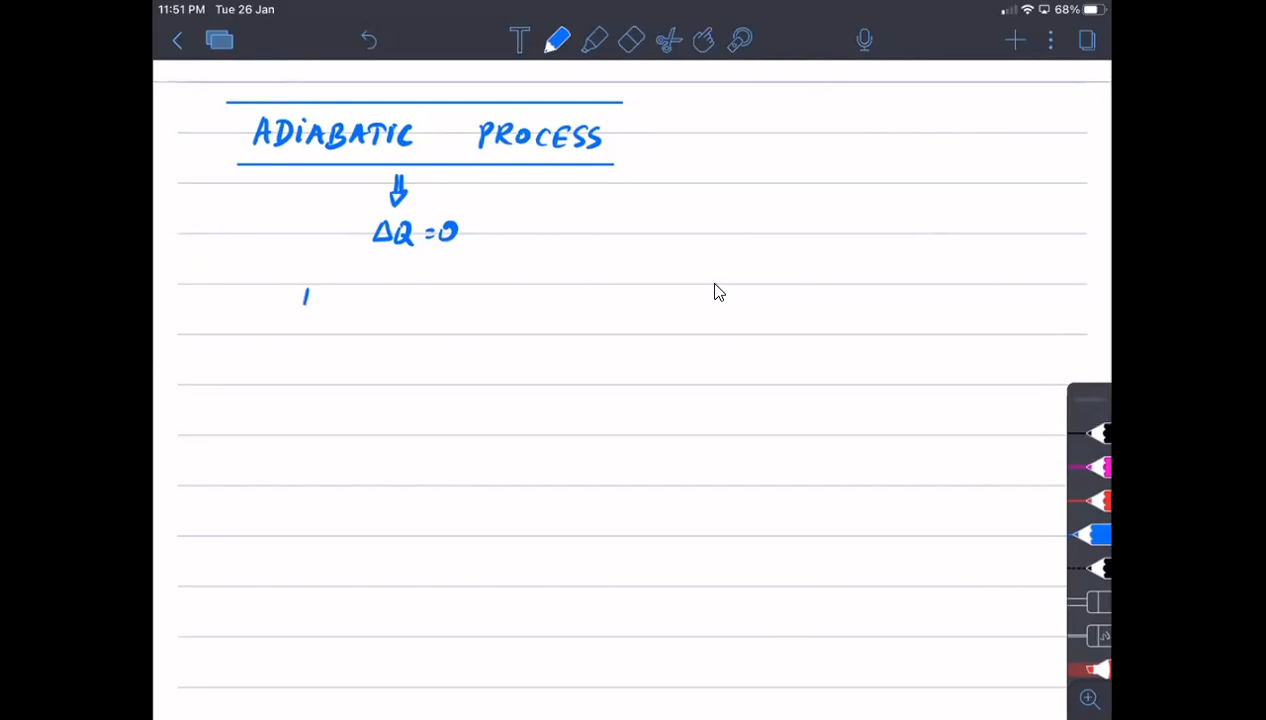 11:51 PM Tue 26 Jan 68%
T
ADiABATIC PROCESS
⇓
ΔQ = 0